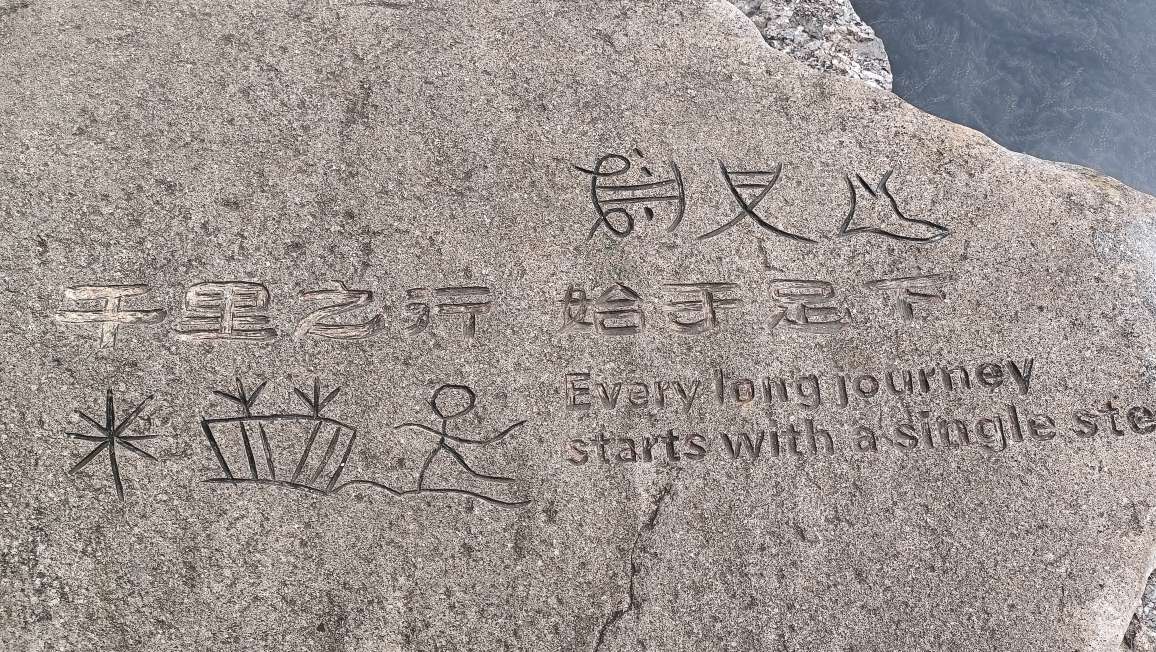 千里之行 始于足下
Every long journey
starts with a single ste